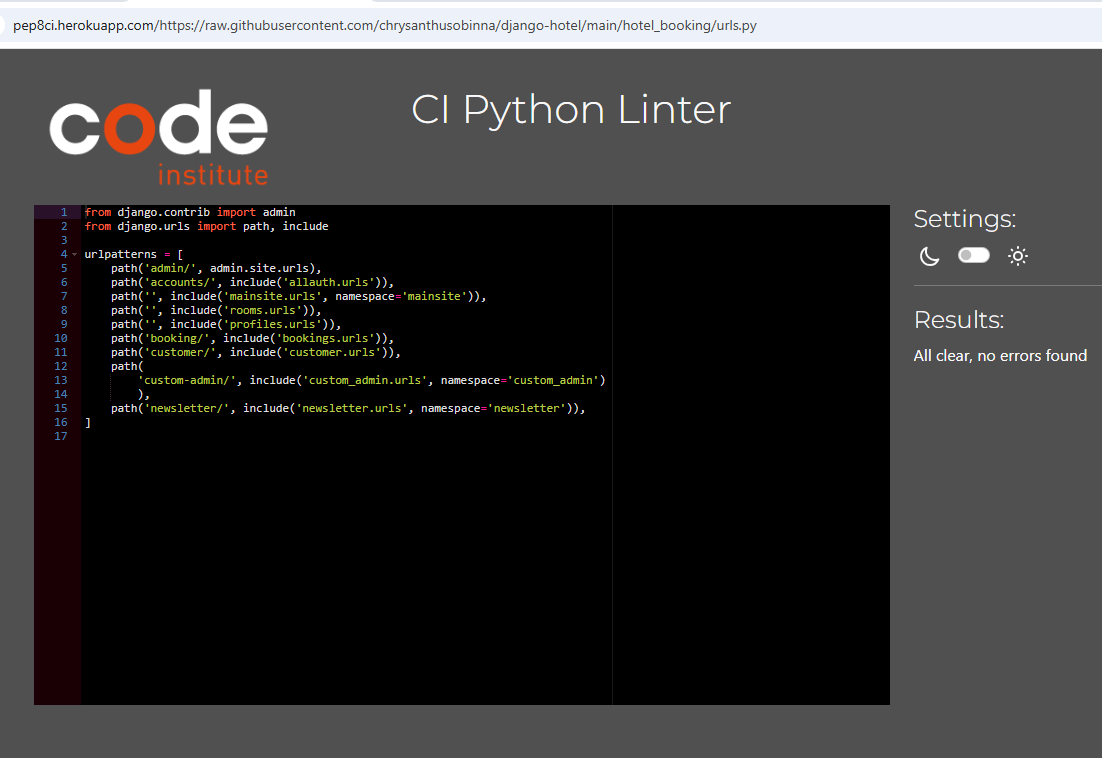 pep8ci.herokuapp.com/https://raw.githubusercontent.com/chrysanthusobinna/django-hotel/main/hotel_booking/urls.py
code
institute
CI Python Linter
1 from django.contrib import admin
2 from django.urls import path, include
3
4 urlpatterns = [
5     path('admin/', admin.site.urls),
6     path('accounts/', include('allauth.urls')),
7     path('', include('mainsite.urls', namespace='mainsite')),
8     path('', include('rooms.urls')),
9     path('', include('profiles.urls')),
10     path('booking/', include('bookings.urls')),
11     path('customer/', include('customer.urls')),
12     path(
13         'custom-admin/', include('custom_admin.urls', namespace='custom_admin')
14         ),
15     path('newsletter/', include('newsletter.urls', namespace='newsletter')),
16 ]
17
Settings:
Results:
All clear, no errors found